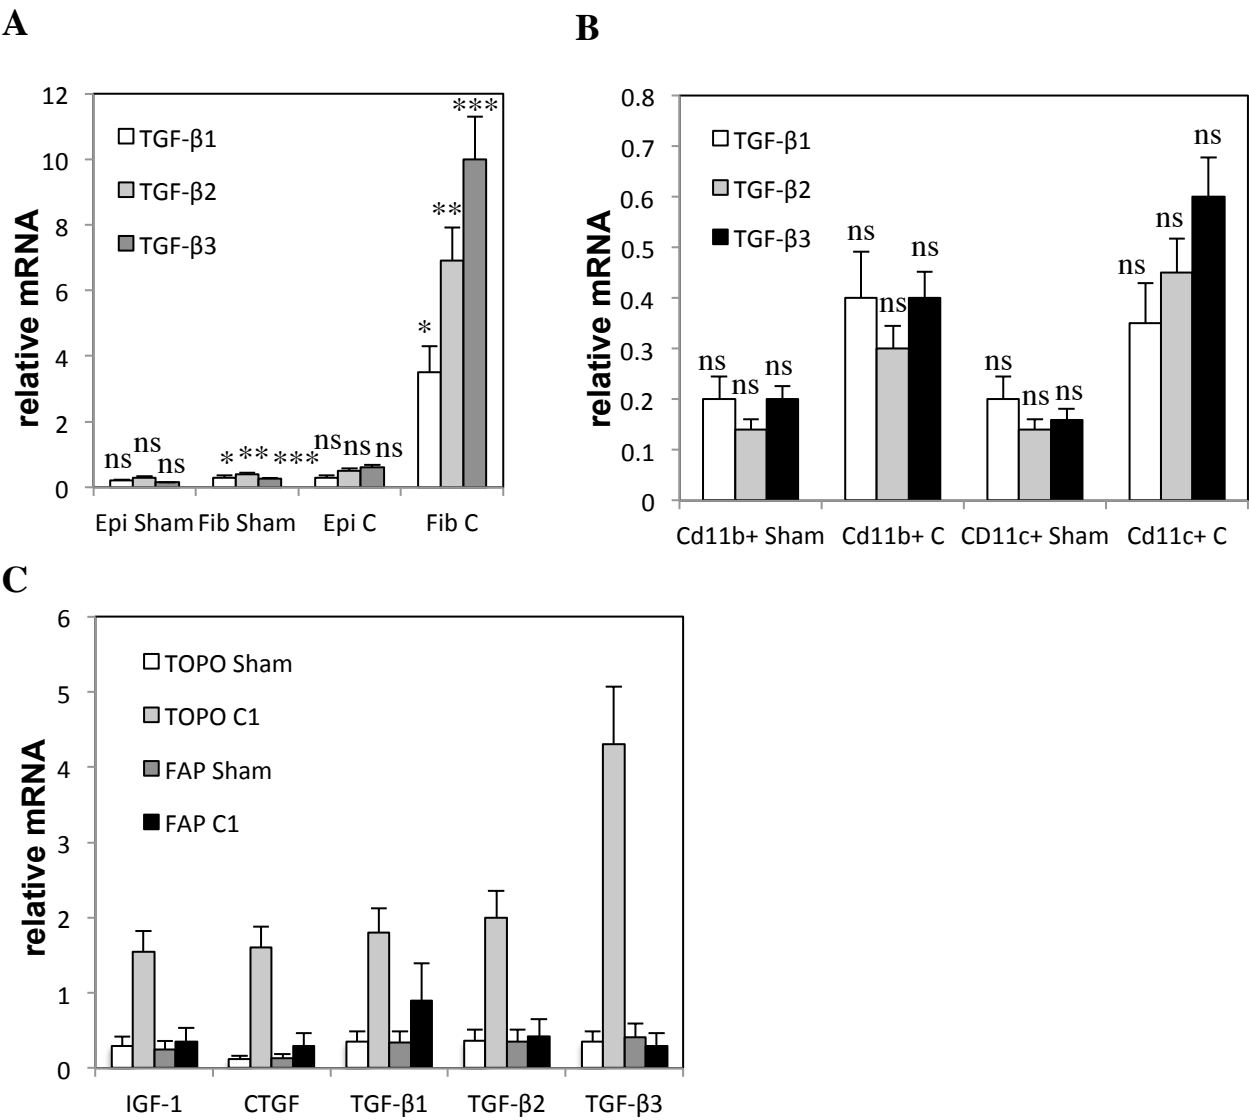 A
relative mRNA
12
10
8
6
4
2
0
TGF-β1
TGF-β2
TGF-β3
ns ns ns * ** *** ns ns ns * ** ***
Epi Sham Fib Sham Epi C Fib C
B
relative mRNA
0.8
0.7
0.6
0.5
0.4
0.3
0.2
0.1
0
TGF-β1
TGF-β2
TGF-β3
ns ns ns ns ns ns ns ns ns ns ns ns
Cd11b+ Sham Cd11b+ C CD11c+ Sham Cd11c+ C
C
relative mRNA
6
5
4
3
2
1
0
TOPO Sham
TOPO C1
FAP Sham
FAP C1
IGF-1 CTGF TGF-β1 TGF-β2 TGF-β3